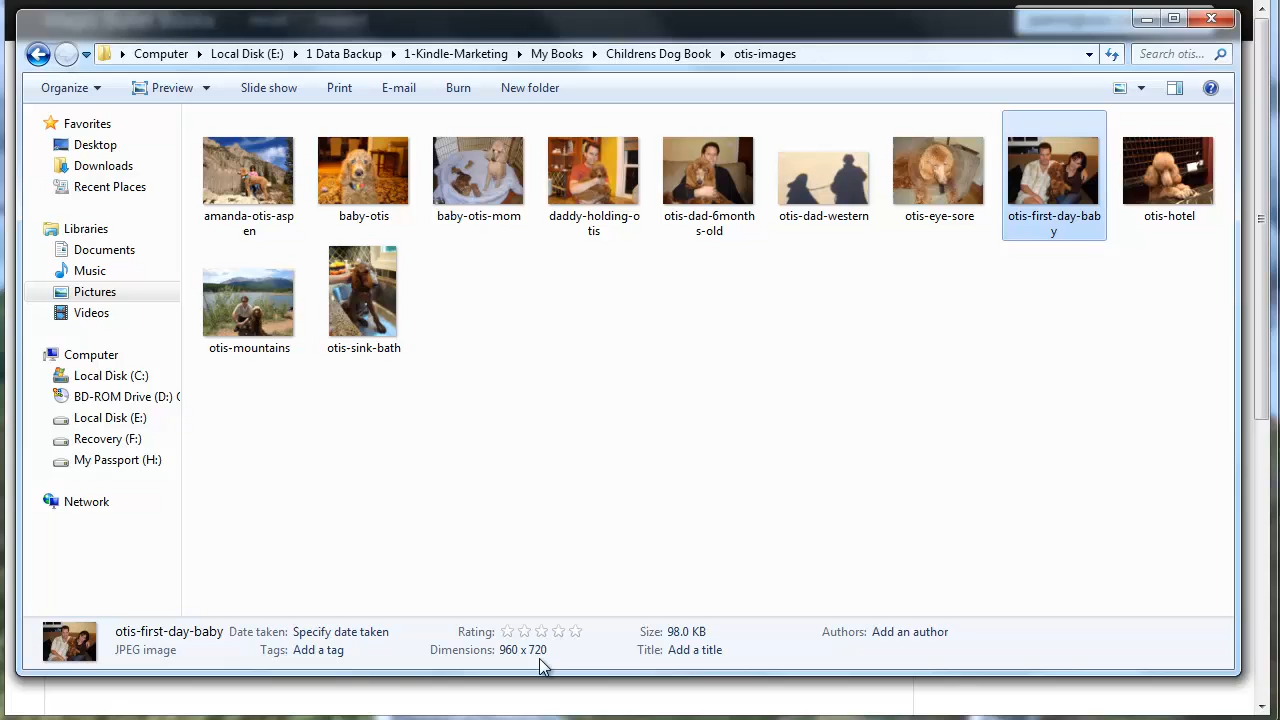 Computer Local Disk (E:) 1 Data Backup 1-Kindle-Marketing My Books Childrens Dog Book otis-images Search otis...
Organize Preview Slide show Print E-mail Burn New folder
Favorites
Desktop
Downloads
Recent Places
Libraries
Documents
Music
Pictures
Videos
Computer
Local Disk (C:)
BD-ROM Drive (D:) C
Local Disk (E:)
Recovery (F:)
My Passport (H:)
Network
amanda-otis-asp
en
baby-otis
baby-otis-mom
daddy-holding-o
tis
otis-dad-6month
s-old
otis-dad-western
otis-eye-sore
otis-first-day-bab
y
otis-hotel
otis-mountains
otis-sink-bath
otis-first-day-baby Date taken: Specify date taken Rating: Size: 98.0 KB Authors: Add an author
JPEG image Tags: Add a tag Dimensions: 960 x 720 Title: Add a title